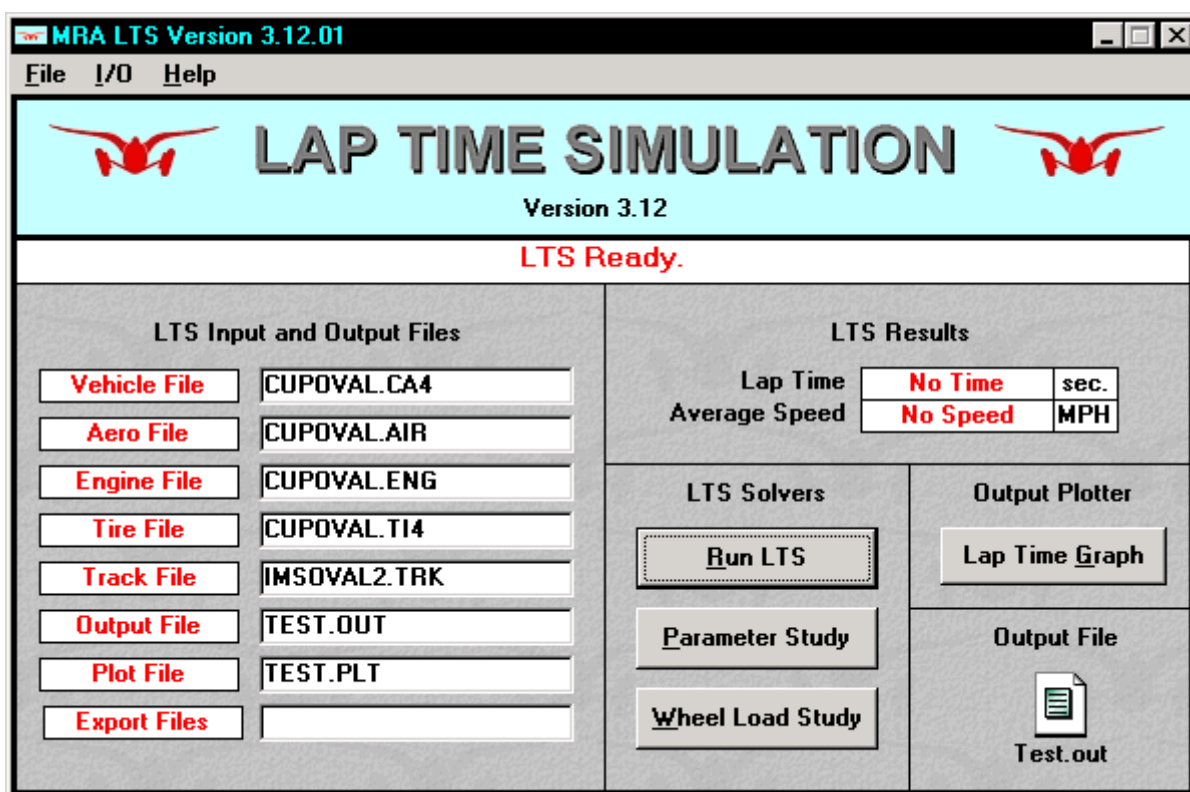 MRA LTS Version 3.12.01
File I/O Help
LAP TIME SIMULATION
Version 3.12
LTS Ready.
LTS Input and Output Files
Vehicle File CUPOVAL.CA4
Aero File CUPOVAL.AIR
Engine File CUPOVAL.ENG
Tire File CUPOVAL.TI4
Track File IMSOVAL2.TRK
Output File TEST.OUT
Plot File TEST.PLT
Export Files
LTS Results
Lap Time No Time sec.
Average Speed No Speed MPH
LTS Solvers
Run LTS
Parameter Study
Wheel Load Study
Output Plotter
Lap Time Graph
Output File
Test.out